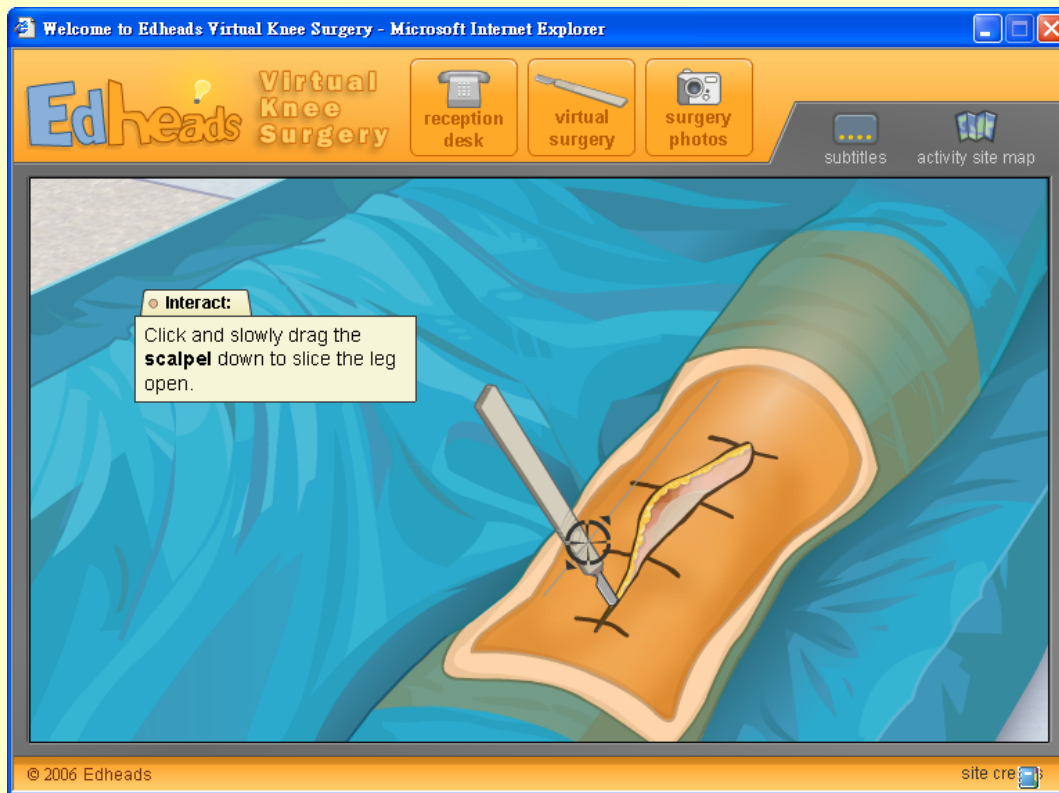 Welcome to Edheads Virtual Knee Surgery - Microsoft Internet Explorer
Edheads
Virtual
Knee
Surgery
reception
desk
virtual
surgery
surgery
photos
subtitles
activity site map
Interact:
Click and slowly drag the
scalpel down to slice the leg
open.
© 2006 Edheads
site